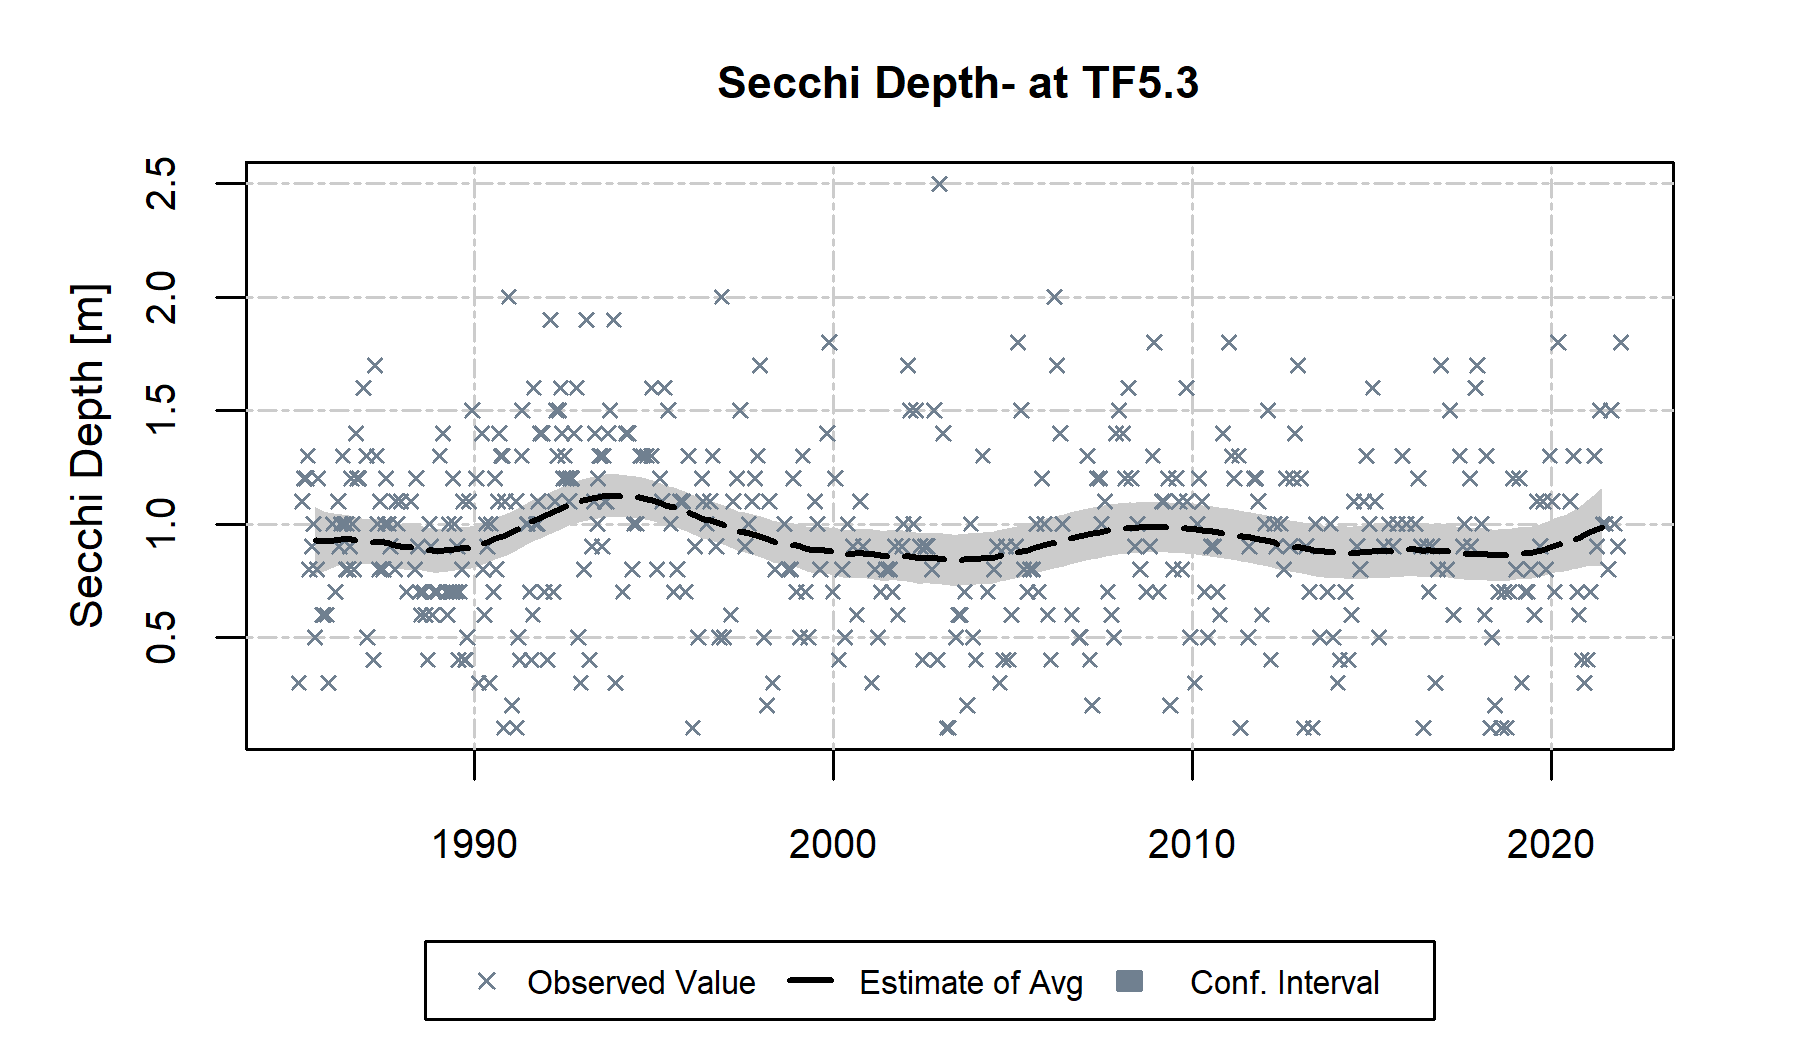 Secchi Depth- at TF5.3
Secchi Depth [m]
2.5
2.0
1.5
1.0
0.5
1990 2000 2010 2020
Observed Value Estimate of Avg Conf. Interval